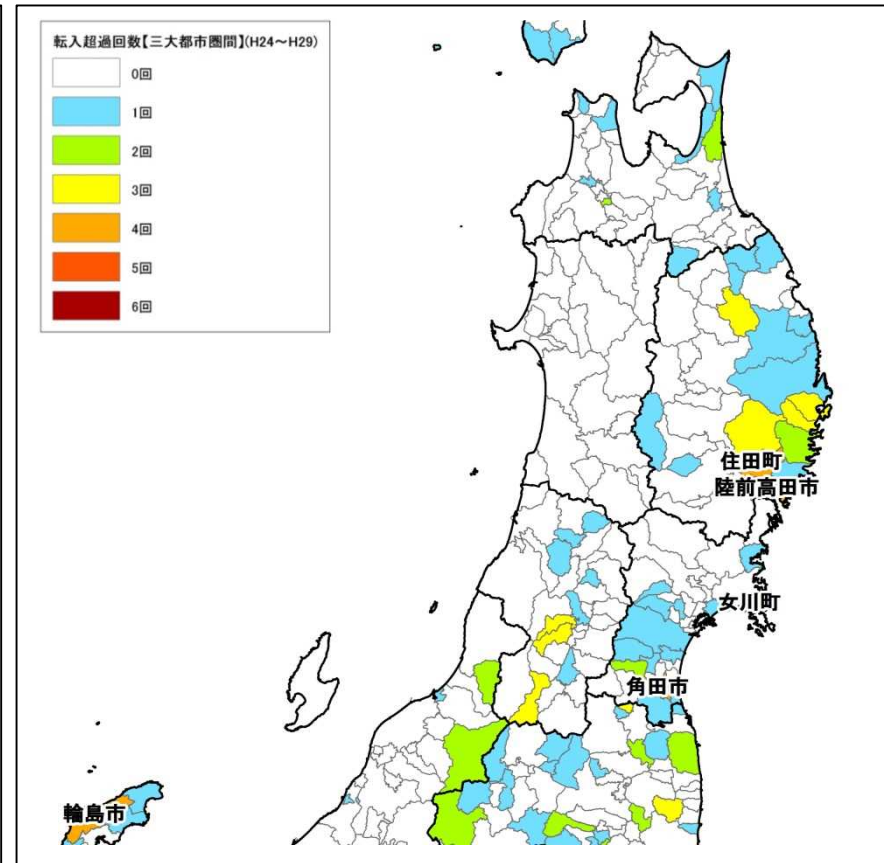 転入超過回数【三大都市圏間】(H24～H29)
0回
1回
2回
3回
4回
5回
6回
住田町
陸前高田市
女川町
角田市
輪島市